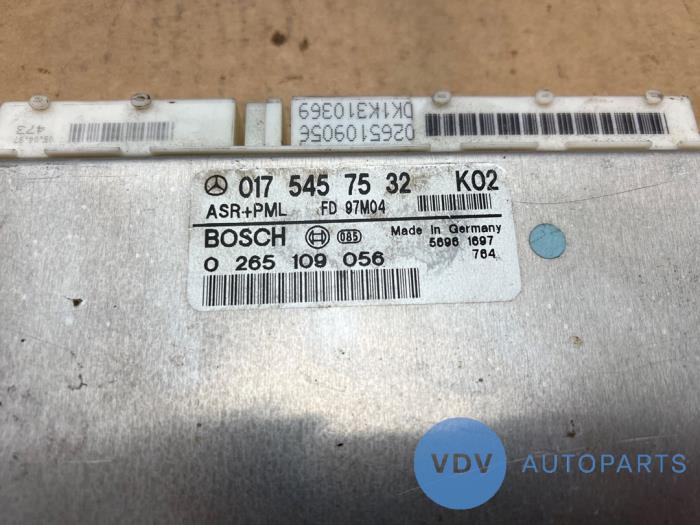 473
0265109056
DK1K310369
017 545 75 32 K02
ASR+PML FD 97M04
BOSCH 085 Made in Germany
5696 1697
0 265 109 056 764
VDV AUTOPARTS